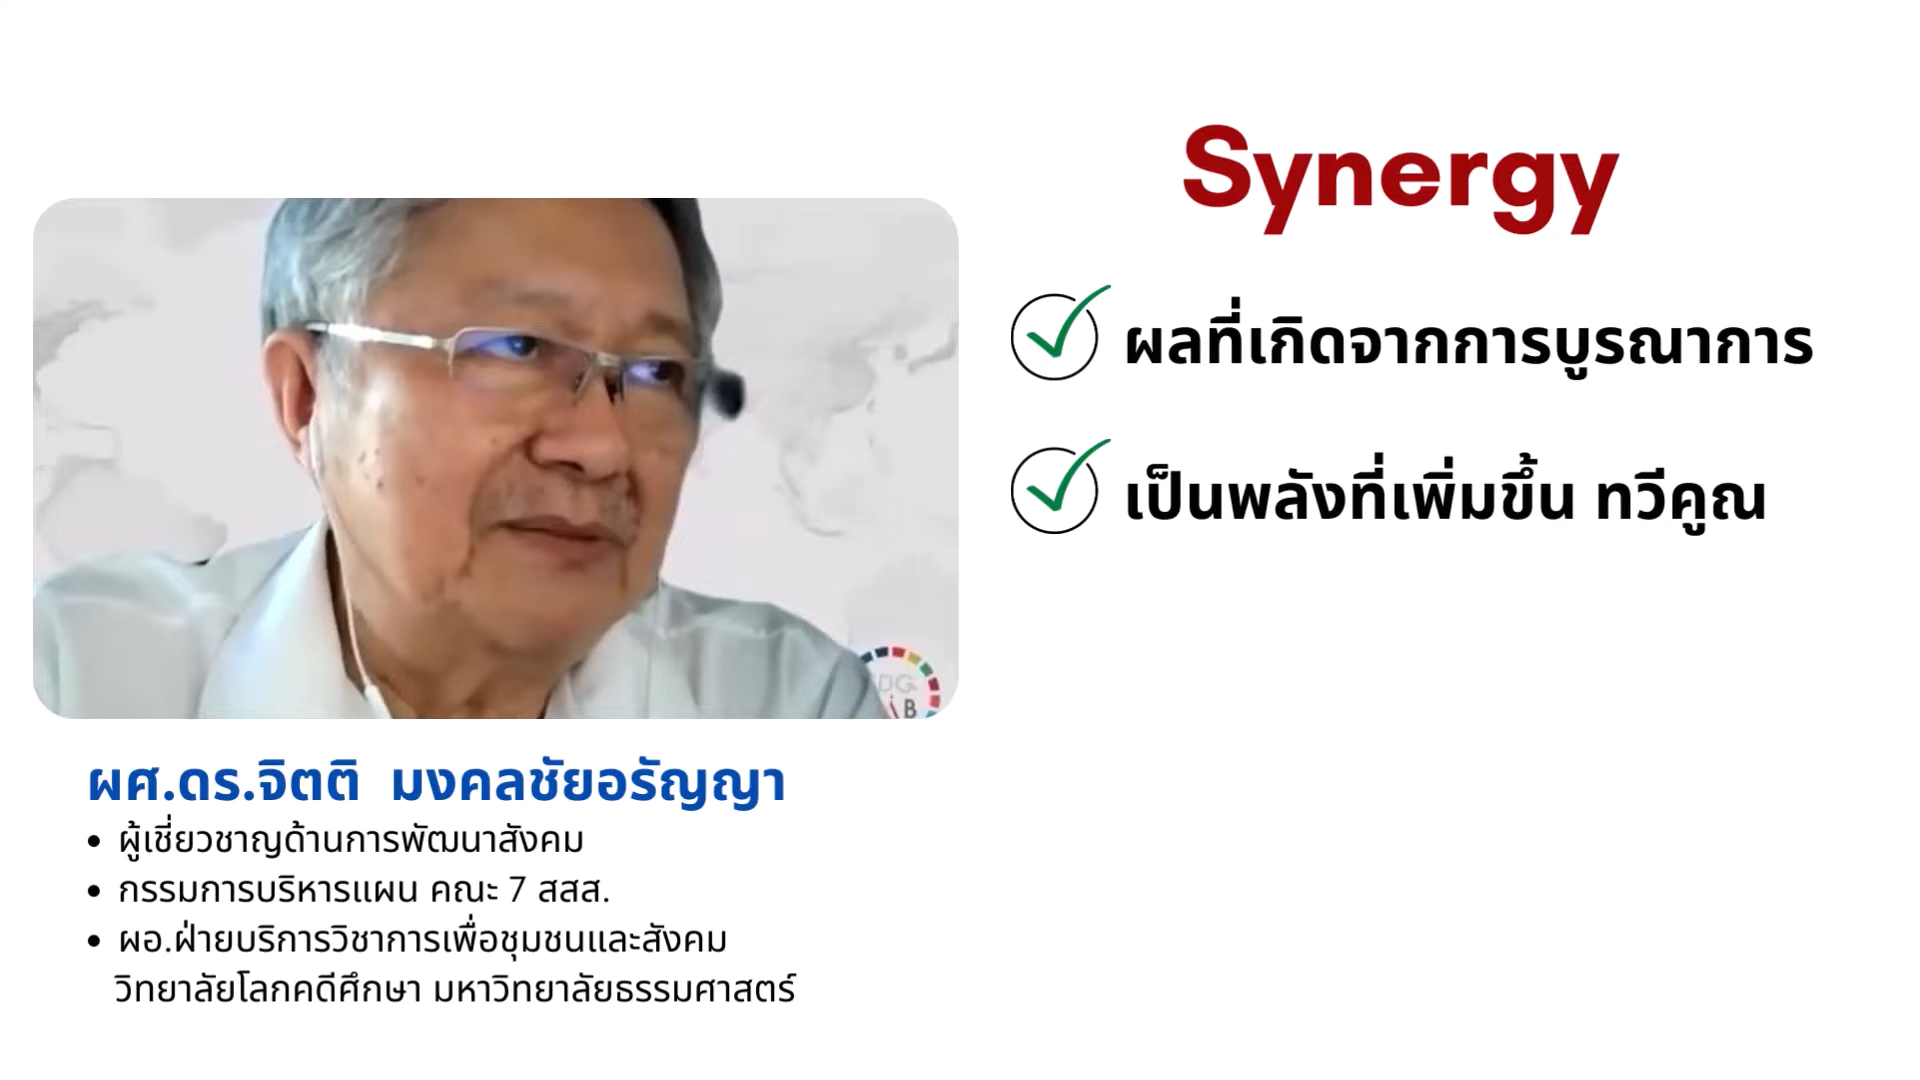 Synergy
ผลที่เกิดจากการบูรณาการ
เป็นพลังที่เพิ่มขึ้น ทวีคูณ
ผศ.ดร.จิตติ มงคลชัยอรัญญา
• ผู้เชี่ยวชาญด้านการพัฒนาสังคม
• กรรมการบริหารแผน คณะ 7 สสส.
• ผอ.ฝ่ายบริการวิชาการเพื่อชุมชนและสังคม
วิทยาลัยโลกคดีศึกษา มหาวิทยาลัยธรรมศาสตร์